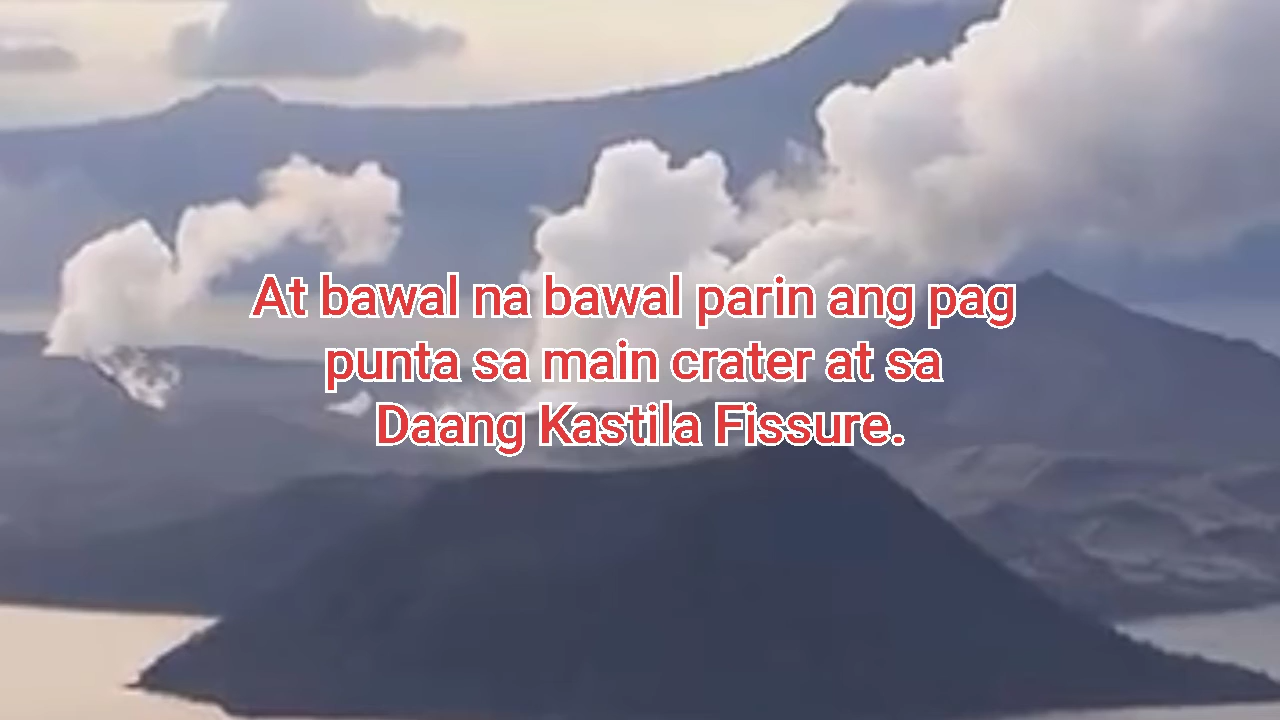 At bawal na bawal parin ang pag
punta sa main crater at sa
Daang Kastila Fissure.